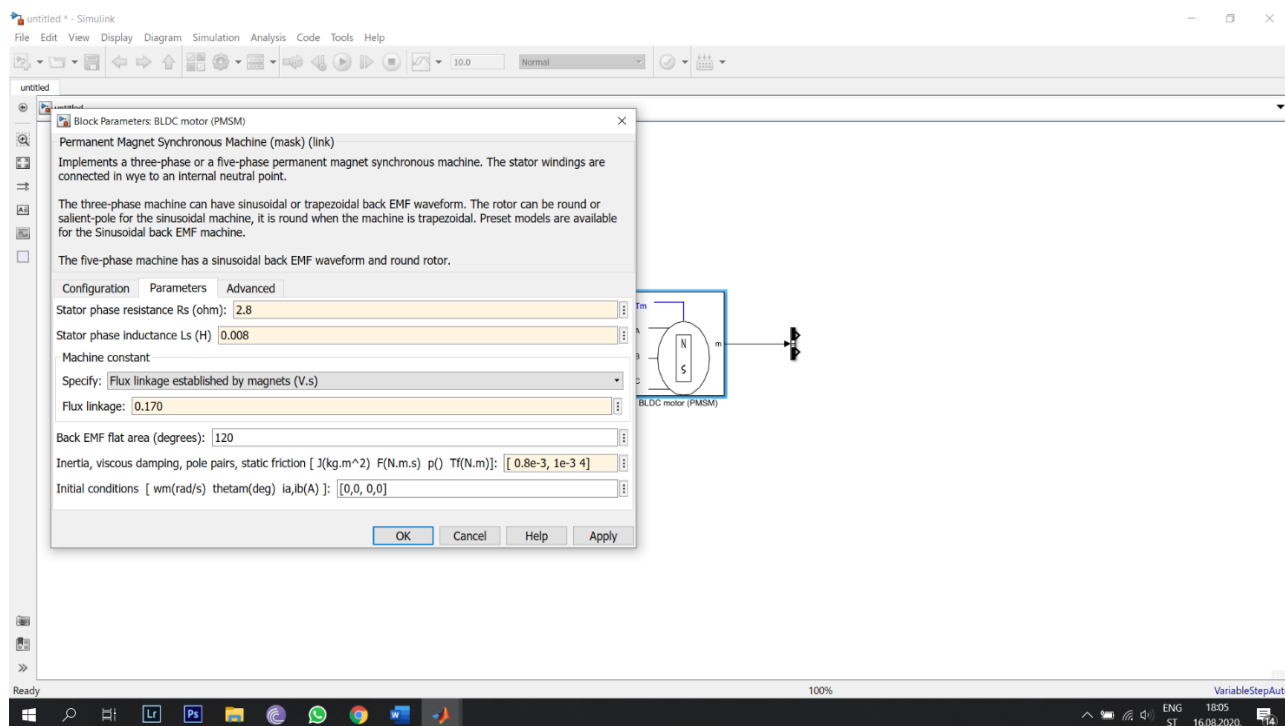 untitled * - Simulink
File Edit View Display Diagram Simulation Analysis Code Tools Help
10.0 Normal
untitled
untitled
Block Parameters: BLDC motor (PMSM)
Permanent Magnet Synchronous Machine (mask) (link)
Implements a three-phase or a five-phase permanent magnet synchronous machine. The stator windings are
connected in wye to an internal neutral point.
The three-phase machine can have sinusoidal or trapezoidal back EMF waveform. The rotor can be round or
salient-pole for the sinusoidal machine, it is round when the machine is trapezoidal. Preset models are available
for the Sinusoidal back EMF machine.
The five-phase machine has a sinusoidal back EMF waveform and round rotor.
Configuration Parameters Advanced
Stator phase resistance Rs (ohm): 2.8
Stator phase inductance Ls (H) 0.008
Machine constant
Specify: Flux linkage established by magnets (V.s)
Flux linkage: 0.170
Back EMF flat area (degrees): 120
Inertia, viscous damping, pole pairs, static friction [ J(kg.m^2) F(N.m.s) p() Tf(N.m)]: [ 0.8e-3, 1e-3 4]
Initial conditions [ wm(rad/s) thetam(deg) ia,ib(A) ]: [0,0, 0,0]
OK Cancel Help Apply
Tm
N
S
m
BLDC motor (PMSM)
Ready 100% VariableStepAut
Lr Ps
ENG 18:05
ST 16.08.2020.